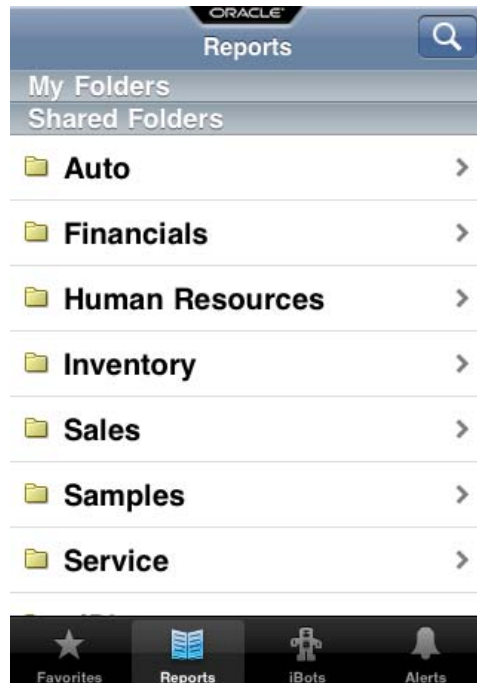 ORACLE
Reports
My Folders
Shared Folders
Auto
Financials
Human Resources
Inventory
Sales
Samples
Service
Favorites Reports iBots Alerts